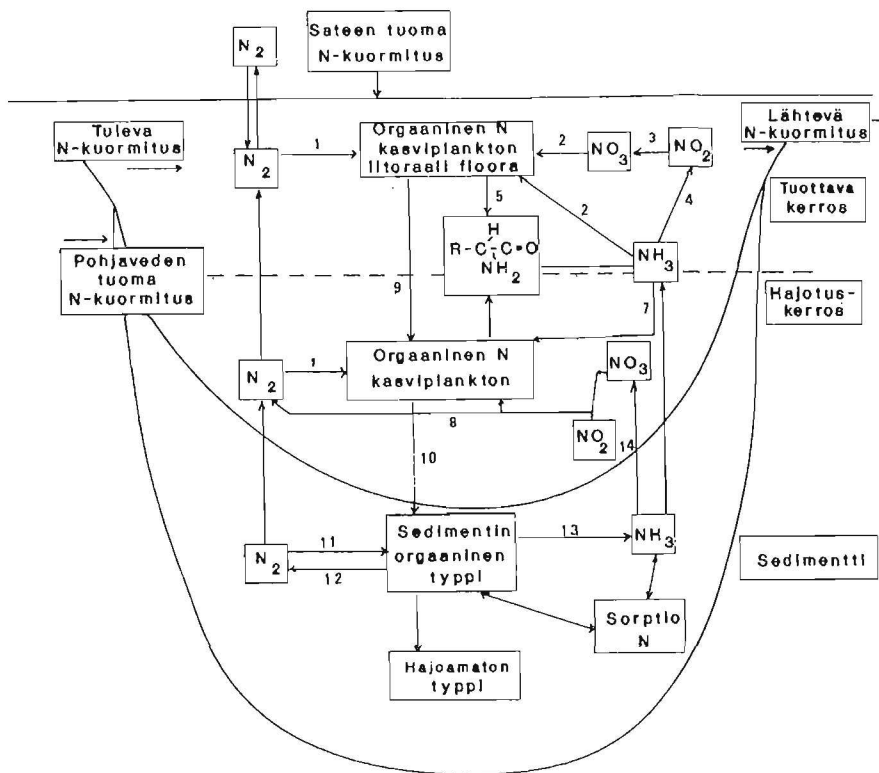 N2
Sateen tuoma
N-kuormitus
Tuleva
N-kuormitus
N2
1
Orgaaninen N
kasviplankton
litoraali floora
2
NO3
3
NO2
Lähtevä
N-kuormitus
Tuottava
kerros
5
2
4
H
R-C-C=O
NH2
NH3
Pohjaveden
tuoma
N-kuormitus
9
7
Hajotus-
kerros
N2
1
Orgaaninen N
kasviplankton
NO3
8
NO2
14
10
N2
11
12
Sedimentin
orgaaninen
typpi
13
NH3
Sedimentti
Sorptio
N
Hajoamaton
typpi